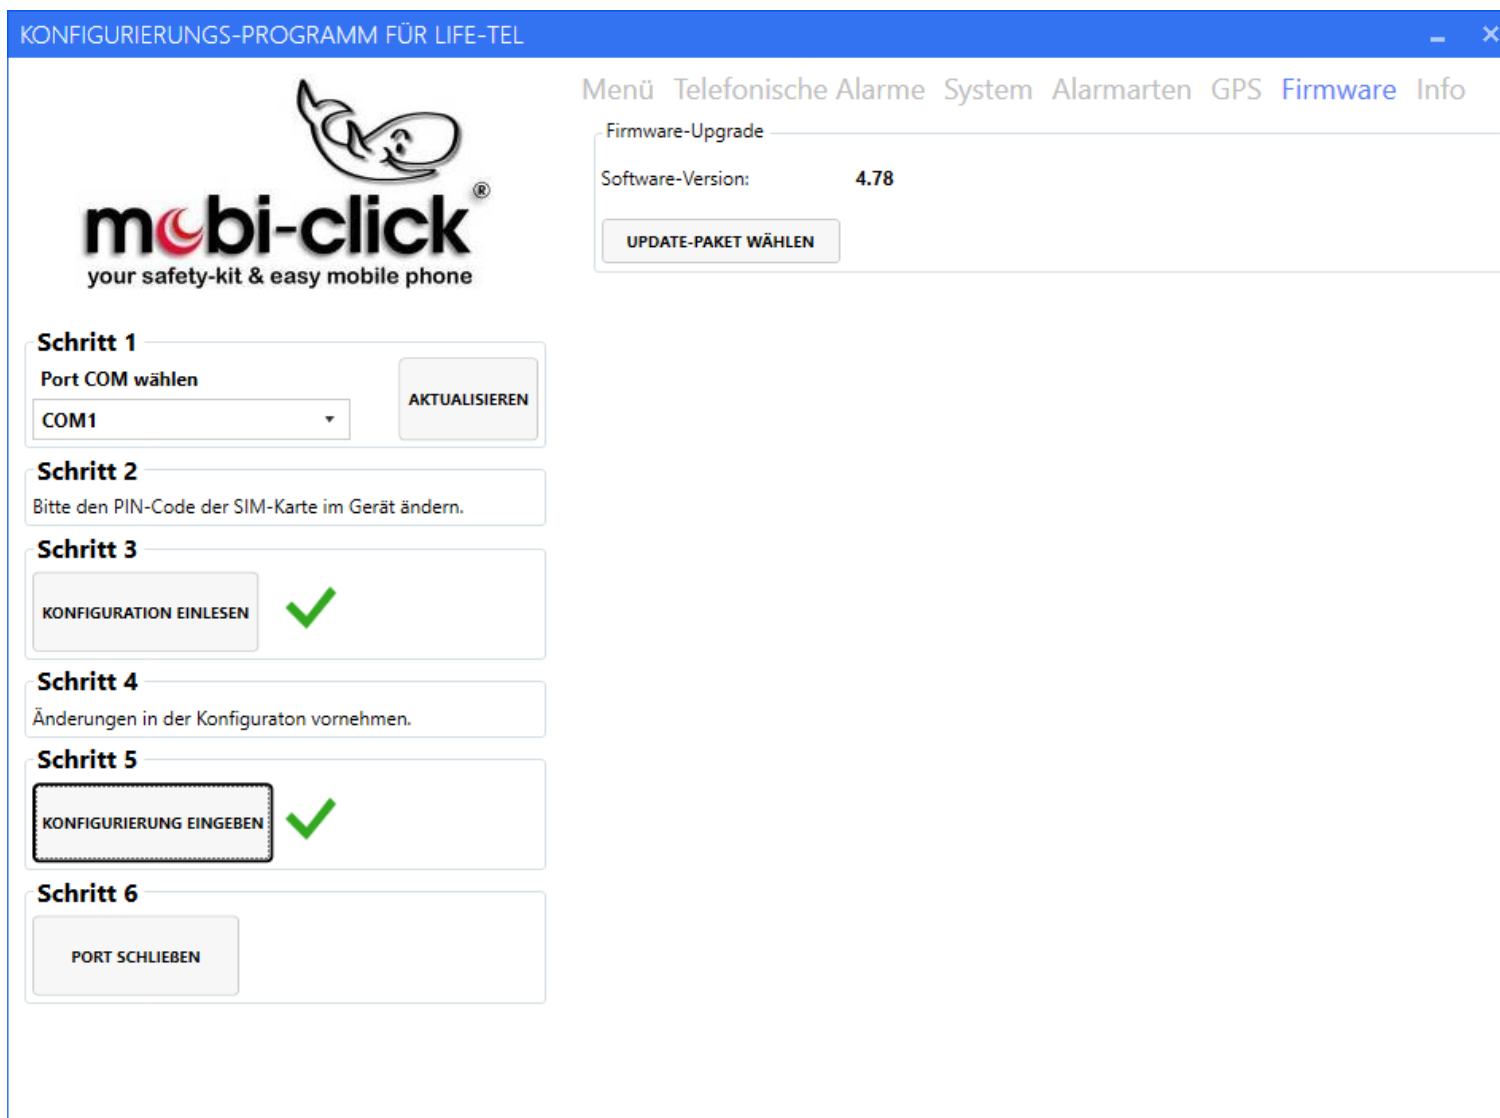 KONFIGURIERUNGS-PROGRAMM FÜR LIFE-TEL
mobi-click®
your safety-kit & easy mobile phone
Menü Telefonische Alarme System Alarmarten GPS Firmware Info
Firmware-Upgrade
Software-Version: 4.78
UPDATE-PAKET WÄHLEN
Schritt 1
Port COM wählen
COM1
AKTUALISIEREN
Schritt 2
Bitte den PIN-Code der SIM-Karte im Gerät ändern.
Schritt 3
KONFIGURATION EINLESEN
Schritt 4
Änderungen in der Konfiguraton vornehmen.
Schritt 5
KONFIGURIERUNG EINGEBEN
Schritt 6
PORT SCHLIEßEN